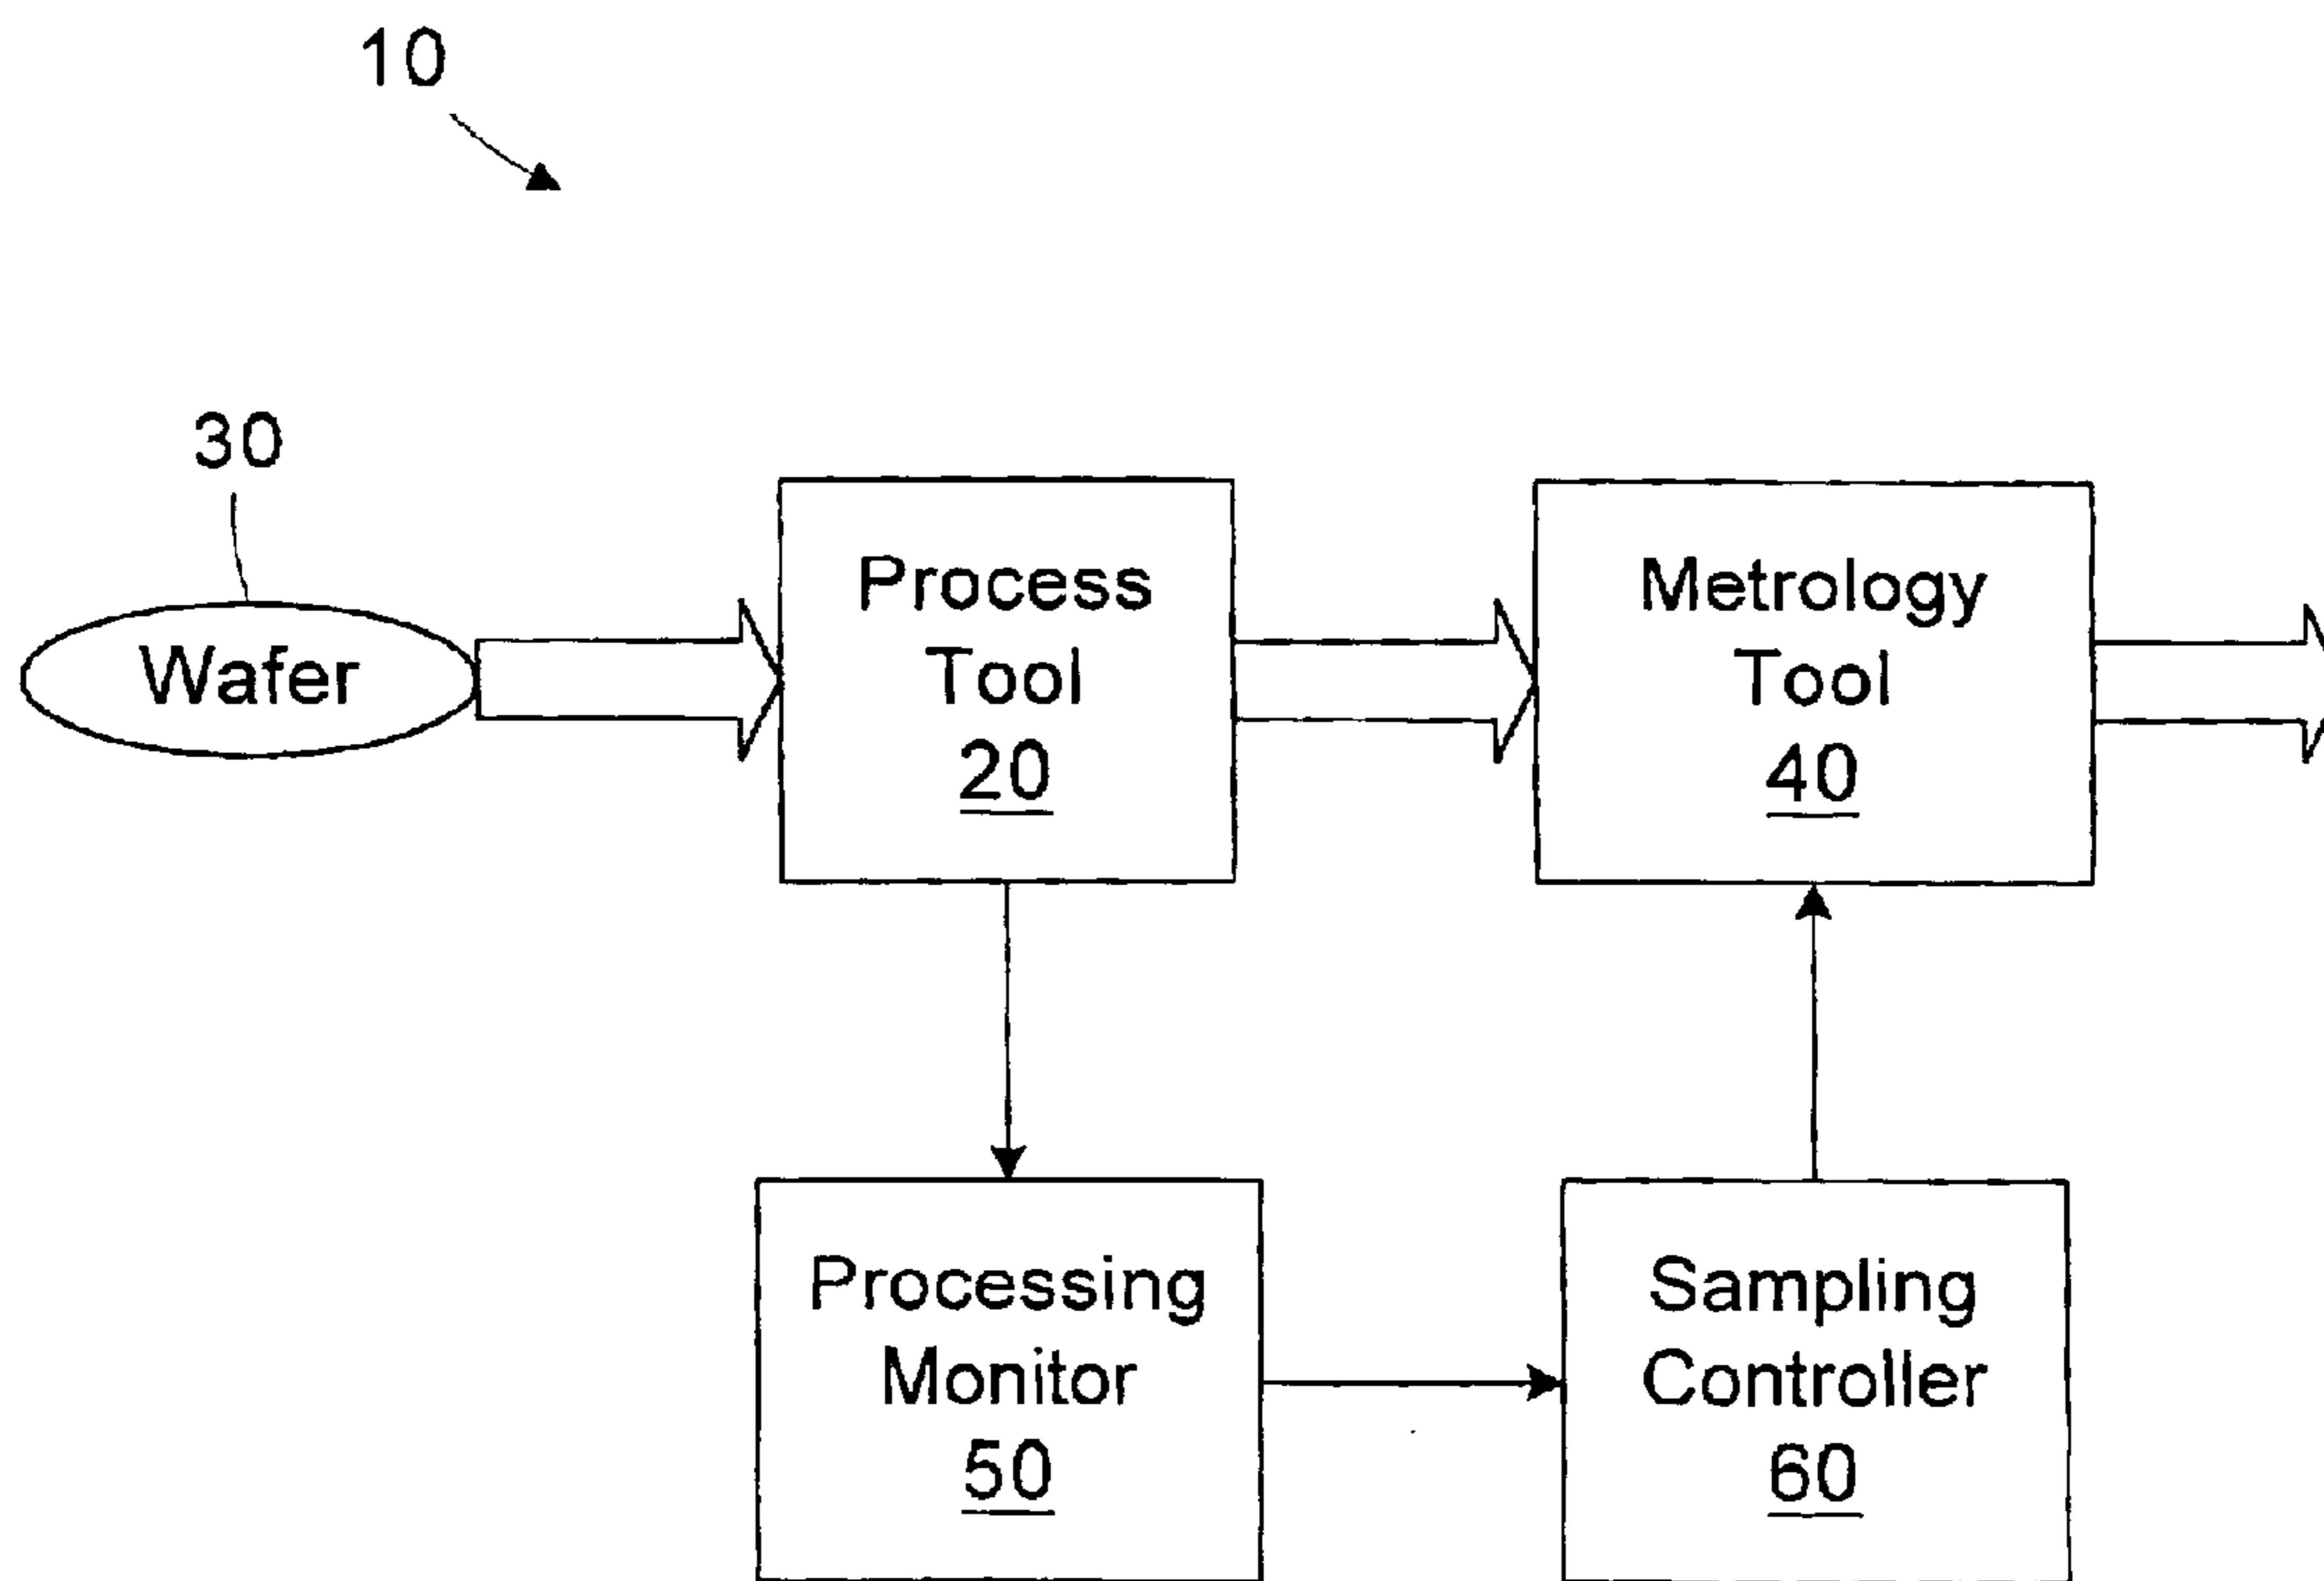 10
30
Wafer
Process
Tool
20
Metrology
Tool
40
Processing
Monitor
50
Sampling
Controller
60